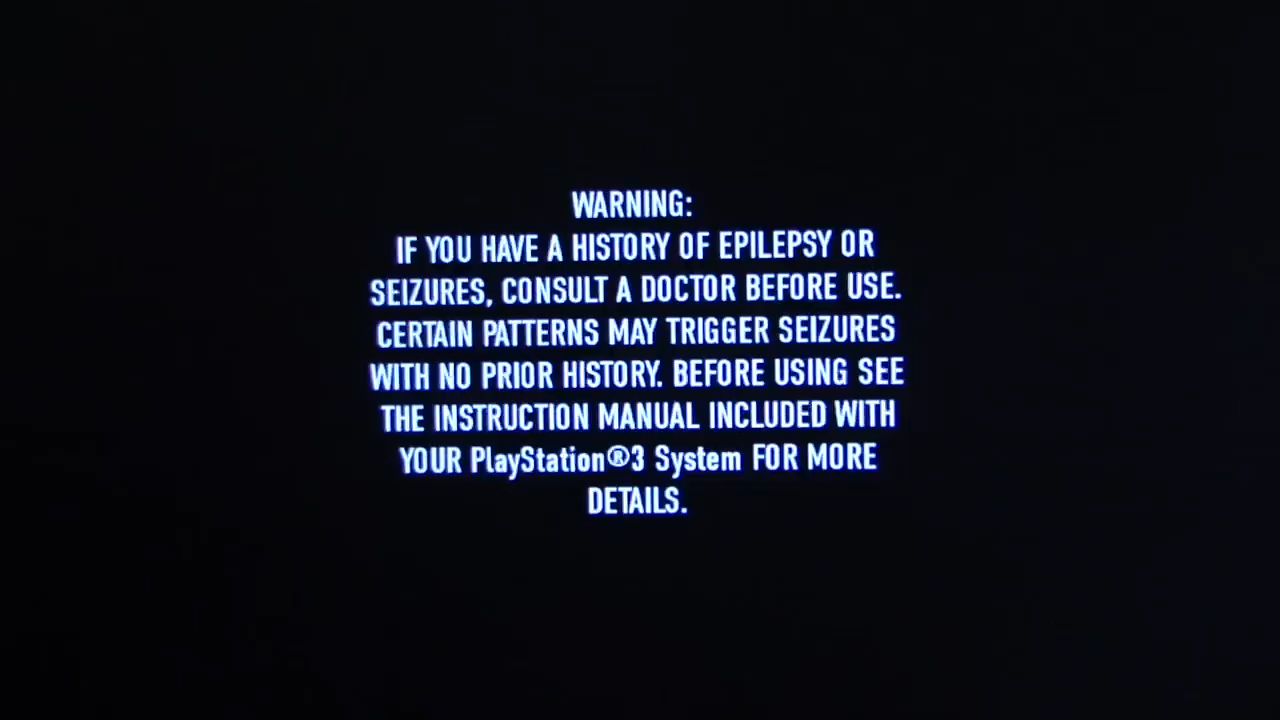 WARNING:
IF YOU HAVE A HISTORY OF EPILEPSY OR
SEIZURES, CONSULT A DOCTOR BEFORE USE.
CERTAIN PATTERNS MAY TRIGGER SEIZURES
WITH NO PRIOR HISTORY. BEFORE USING SEE
THE INSTRUCTION MANUAL INCLUDED WITH
YOUR PlayStation®3 System FOR MORE
DETAILS.